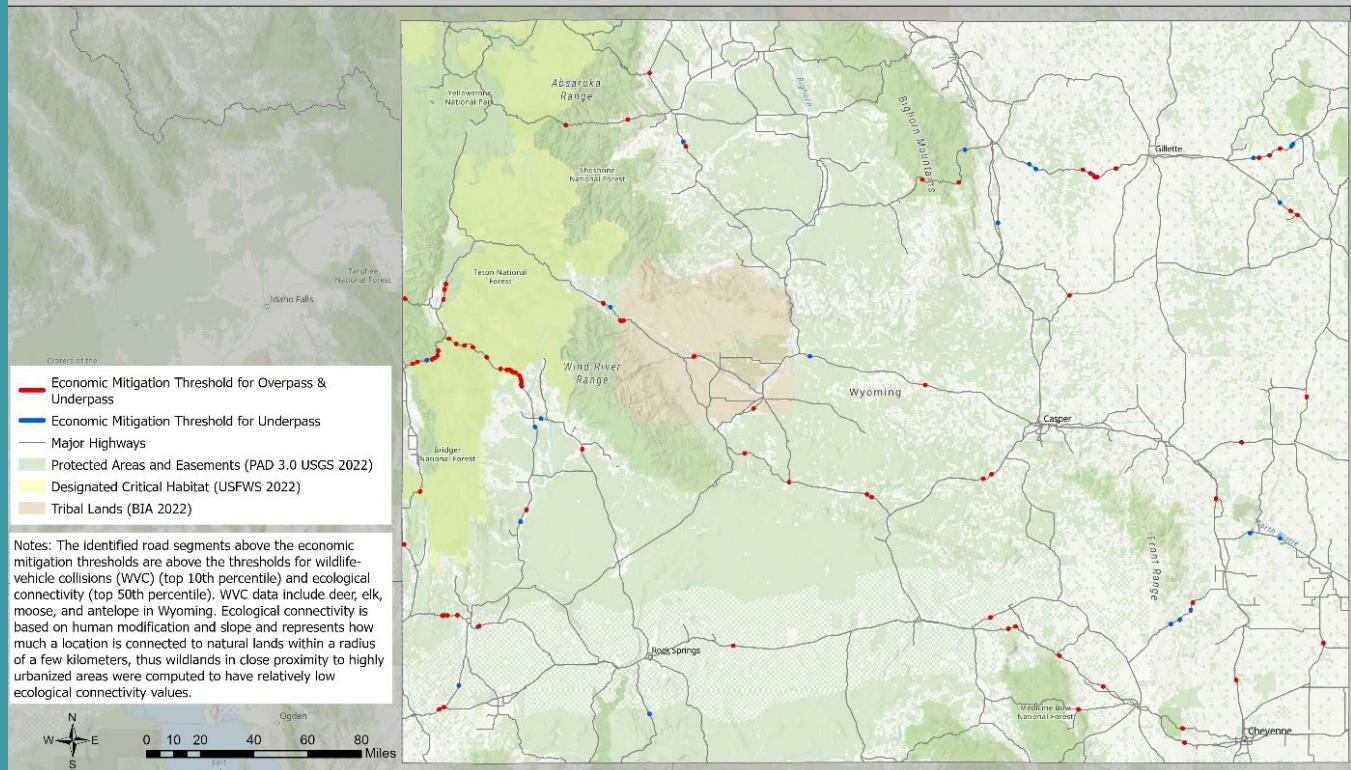 Absaroka
Range
Yellowstone
National Park
Bighorn
Bighorn Mountains
Gillette
Shoshone
National Forest
Teton National
Forest
Targhee
National Forest
Idaho Falls
Craters of the
Wind River
Range
Wyoming
Casper
Bridger
National Forest
North Platte
Front Range
Rock Springs
Medicine Bow
National Forest
Cheyenne
Economic Mitigation Threshold for Overpass &
Underpass
Economic Mitigation Threshold for Underpass
Major Highways
Protected Areas and Easements (PAD 3.0 USGS 2022)
Designated Critical Habitat (USFWS 2022)
Tribal Lands (BIA 2022)
Notes: The identified road segments above the economic
mitigation thresholds are above the thresholds for wildlife-
vehicle collisions (WVC) (top 10th percentile) and ecological
connectivity (top 50th percentile). WVC data include deer, elk,
moose, and antelope in Wyoming. Ecological connectivity is
based on human modification and slope and represents how
much a location is connected to natural lands within a radius
of a few kilometers, thus wildlands in close proximity to highly
urbanized areas were computed to have relatively low
ecological connectivity values.
Ogden
N
W E
S
0 10 20 40 60 80
Miles